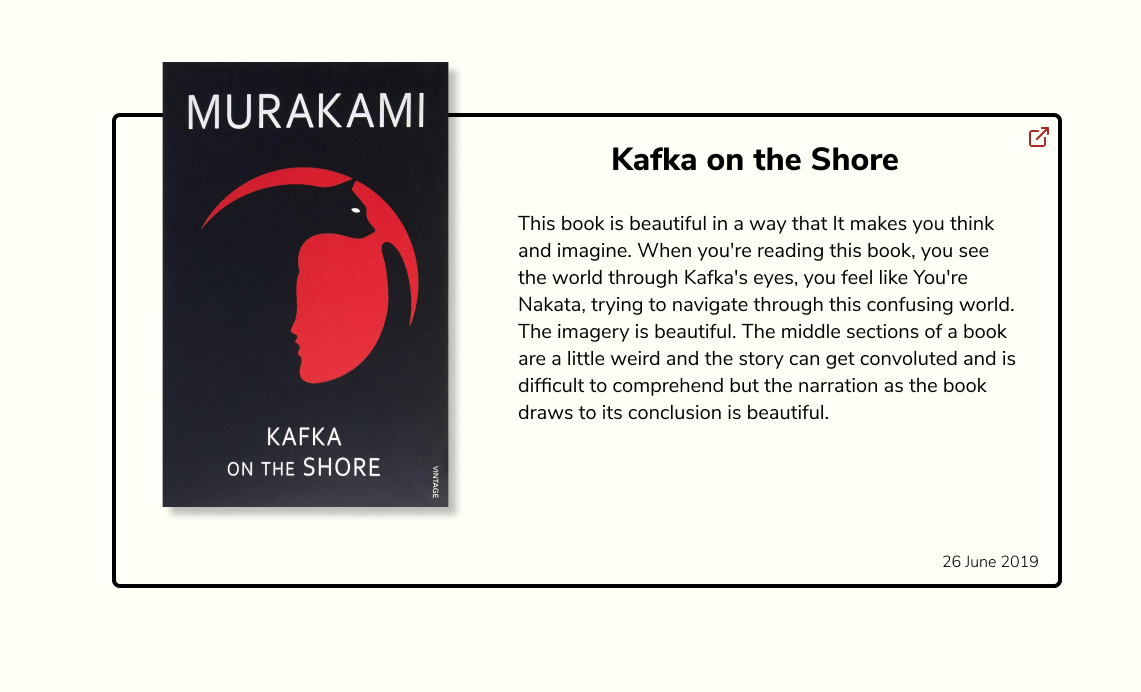 MURAKAMI
KAFKA
ON THE SHORE
VINTAGE
Kafka on the Shore
This book is beautiful in a way that It makes you think
and imagine. When you're reading this book, you see
the world through Kafka's eyes, you feel like You're
Nakata, trying to navigate through this confusing world.
The imagery is beautiful. The middle sections of a book
are a little weird and the story can get convoluted and is
difficult to comprehend but the narration as the book
draws to its conclusion is beautiful.
26 June 2019